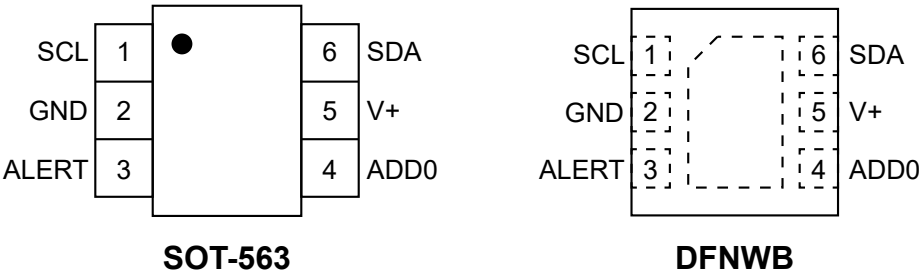 SCL 1 6 SDA
GND 2 5 V+
ALERT 3 4 ADD0
SOT-563
SCL 1 6 SDA
GND 2 5 V+
ALERT 3 4 ADD0
DFNWB